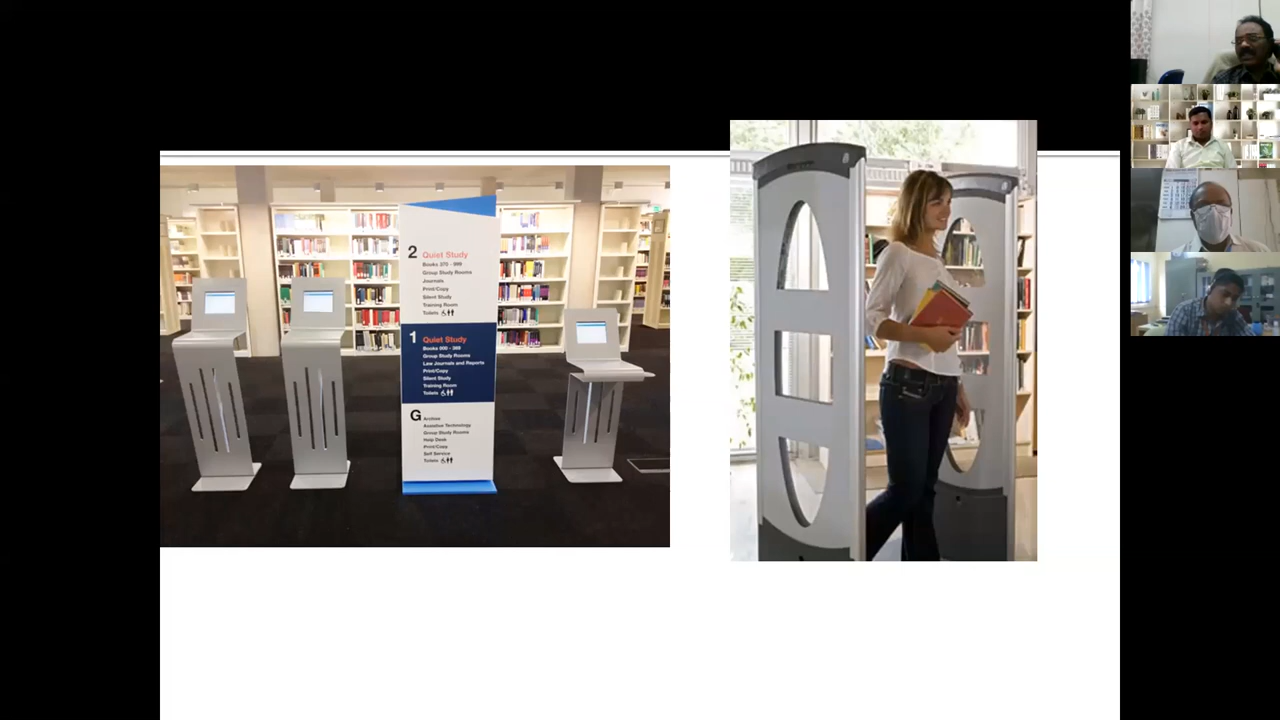 2 Quiet Study
Books 370 - 999
Group Study Rooms
Journals
Print/Copy
Silent Study
Training Room
Toilets
1 Quiet Study
Books 000 - 369
Group Study Rooms
Law Journals and Reports
Print/Copy
Silent Study
Training Room
Toilets
G Archive
Assistive Technology
Group Study Rooms
Help Desk
Print/Copy
Self Service
Toilets